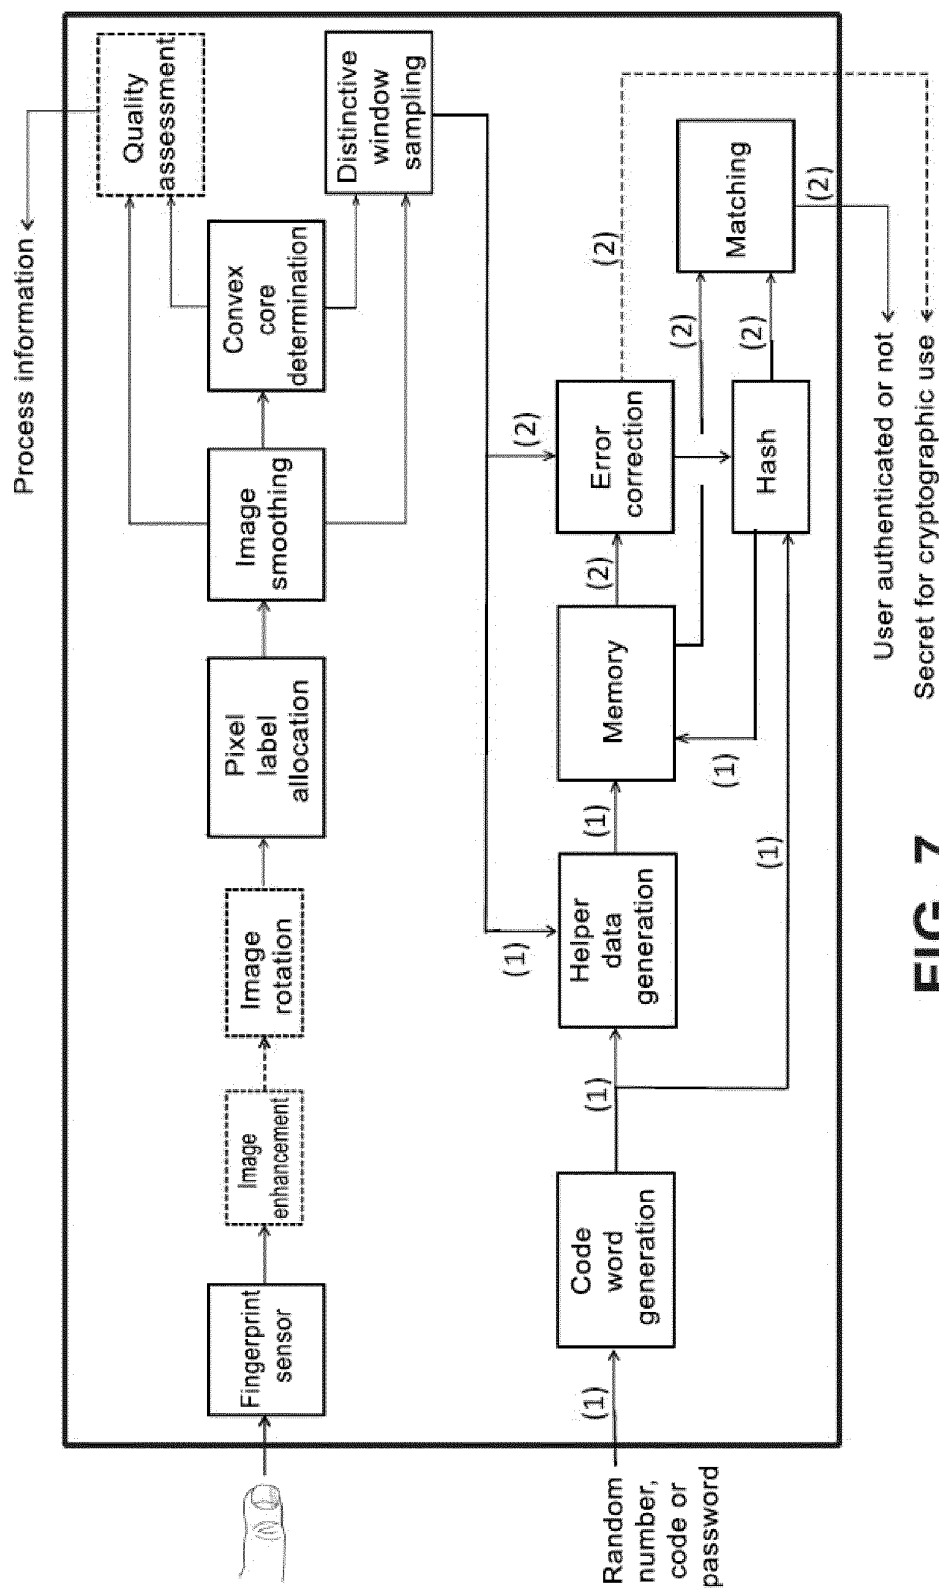 Process information
Quality
assessment
Fingerprint
sensor
Image
enhancement
Image
rotation
Pixel
label
allocation
Image
smoothing
Convex
core
determination
Distinctive
window
sampling
(1)
(2)
Random
number,
code or
password
(1)
Code
word
generation
(1)
Helper
data
generation
(1)
Memory
(2)
Error
correction
(2)
(2)
Matching
(1)
(1)
Hash
(2)
(2)
User authenticated or not
Secret for cryptographic use
FIG. 7